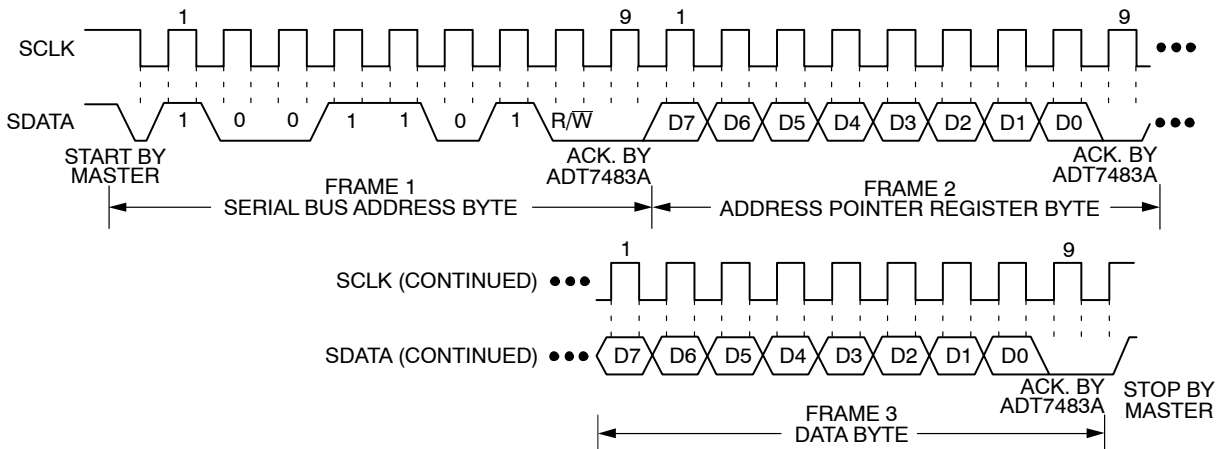 1 9 1 9
SCLK
SDATA 1 0 0 1 1 0 1 R/W̅ D7 D6 D5 D4 D3 D2 D1 D0
START BY
MASTER
ACK. BY
ADT7483A
ACK. BY
ADT7483A
FRAME 1
SERIAL BUS ADDRESS BYTE
FRAME 2
ADDRESS POINTER REGISTER BYTE
1 9
SCLK (CONTINUED)
SDATA (CONTINUED) D7 D6 D5 D4 D3 D2 D1 D0
ACK. BY
ADT7483A
STOP BY
MASTER
FRAME 3
DATA BYTE